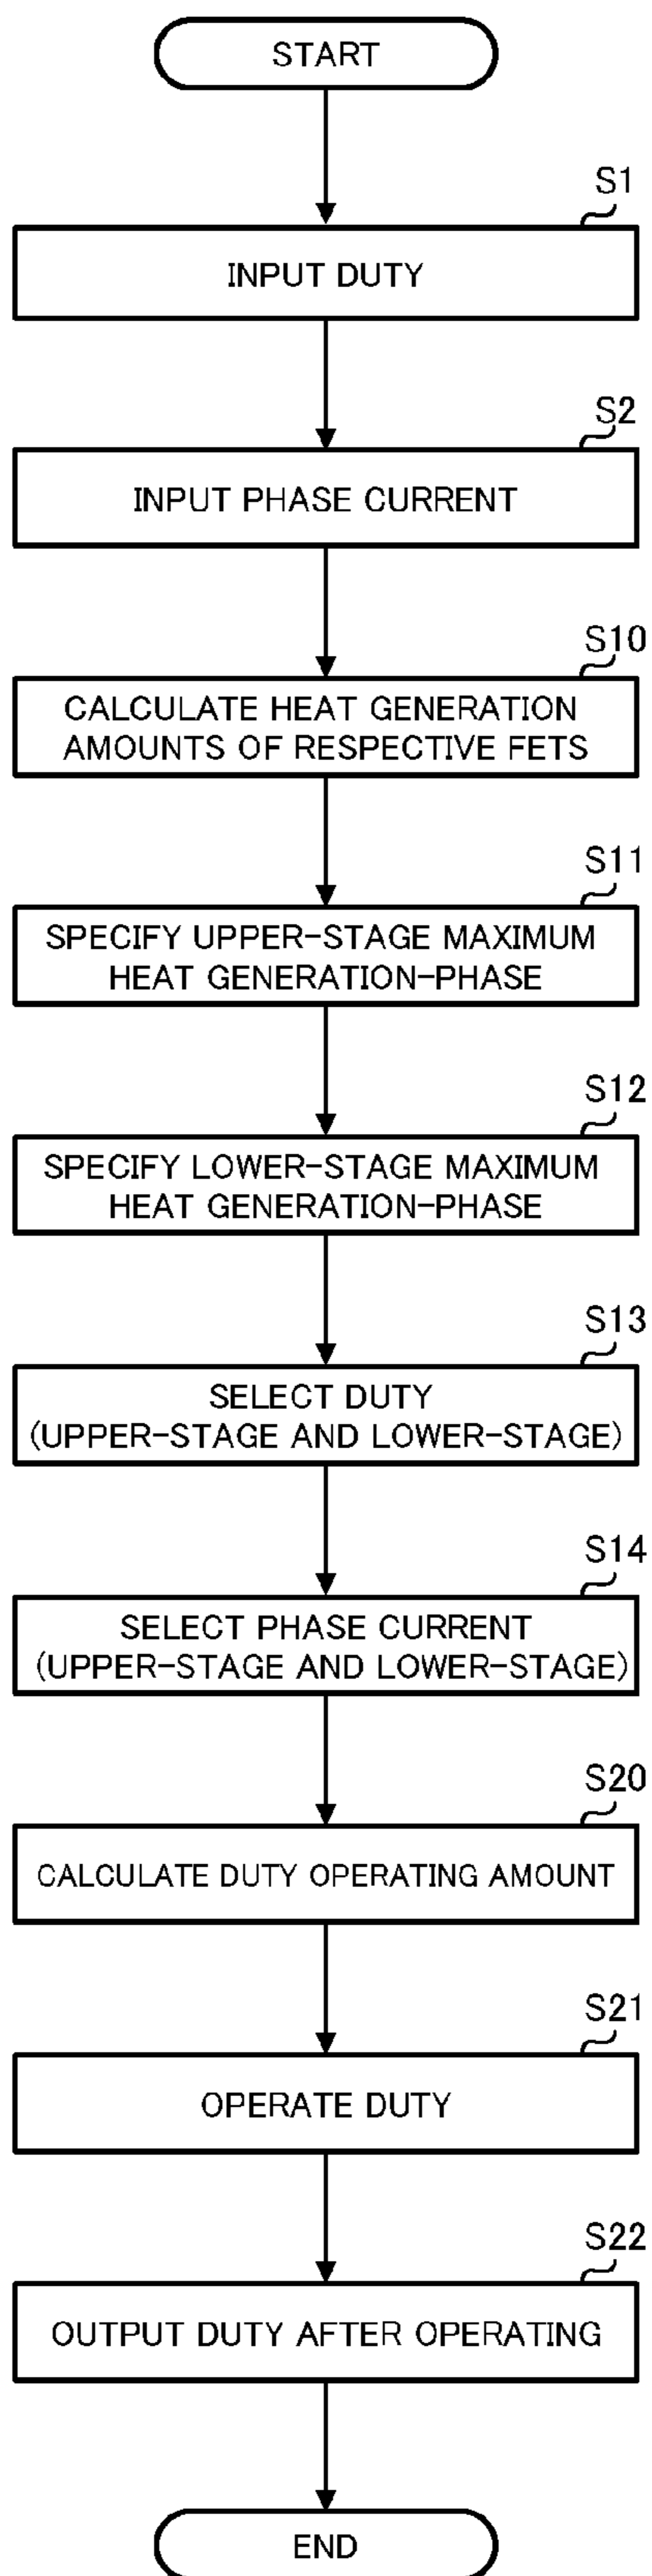 START
S1
INPUT DUTY
S2
INPUT PHASE CURRENT
S10
CALCULATE HEAT GENERATION
AMOUNTS OF RESPECTIVE FETS
S11
SPECIFY UPPER-STAGE MAXIMUM
HEAT GENERATION-PHASE
S12
SPECIFY LOWER-STAGE MAXIMUM
HEAT GENERATION-PHASE
S13
SELECT DUTY
(UPPER-STAGE AND LOWER-STAGE)
S14
SELECT PHASE CURRENT
(UPPER-STAGE AND LOWER-STAGE)
S20
CALCULATE DUTY OPERATING AMOUNT
S21
OPERATE DUTY
S22
OUTPUT DUTY AFTER OPERATING
END